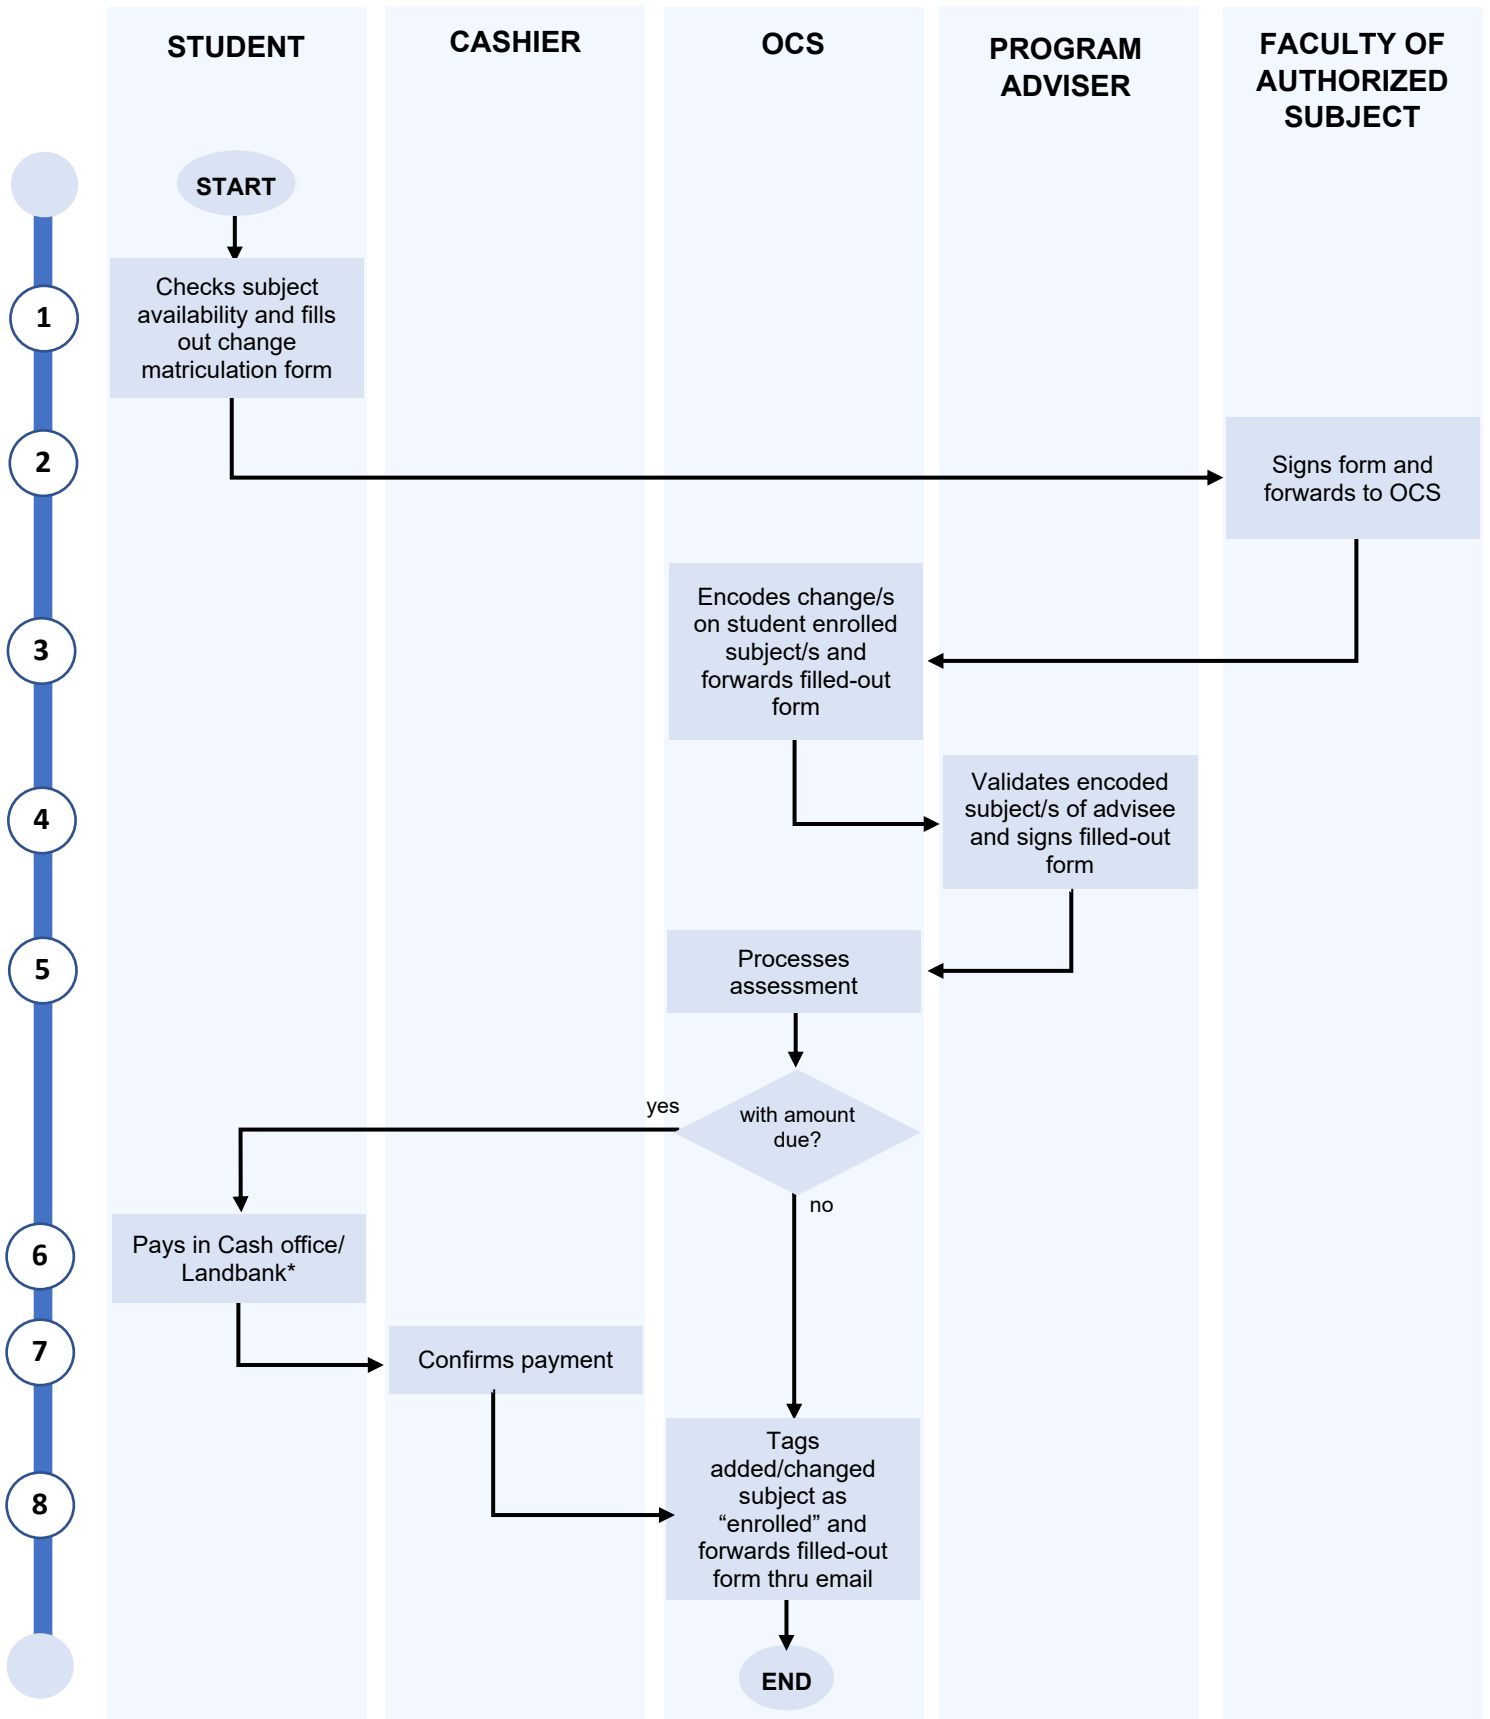 STUDENT
CASHIER
OCS
PROGRAM
ADVISER
FACULTY OF
AUTHORIZED
SUBJECT
START
1
Checks subject
availability and fills
out change
matriculation form
2
Signs form and
forwards to OCS
3
Encodes change/s
on student enrolled
subject/s and
forwards filled-out
form
4
Validates encoded
subject/s of advisee
and signs filled-out
form
5
Processes
assessment
yes
with amount
due?
no
6
Pays in Cash office/
Landbank*
7
Confirms payment
8
Tags
added/changed
subject as
“enrolled” and
forwards filled-out
form thru email
END